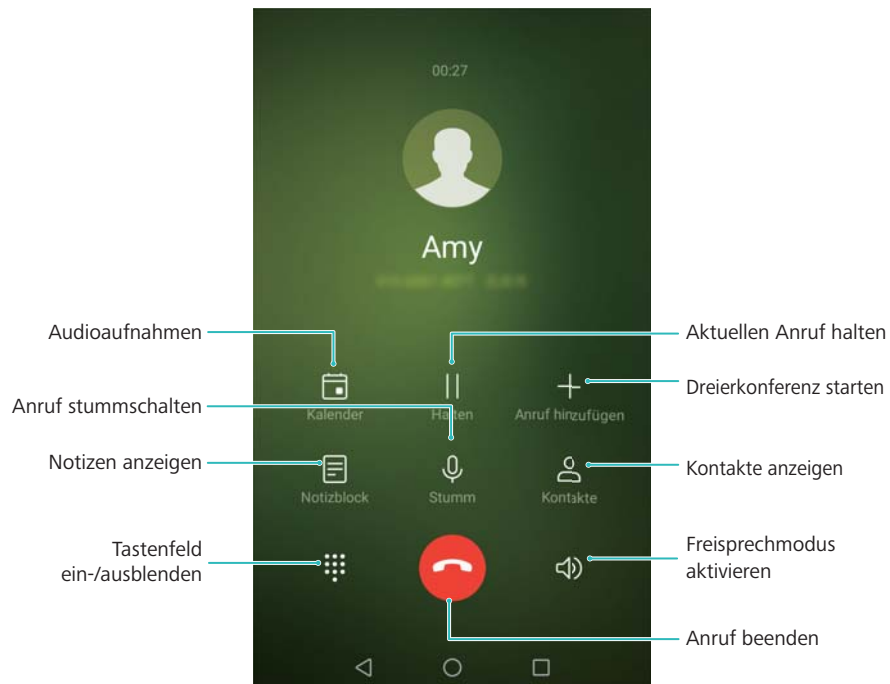 00:27
Amy
Audioaufnahmen
Aktuellen Anruf halten
Dreierkonferenz starten
Kalender
Halten
Anruf hinzufügen
Anruf stummschalten
Notizen anzeigen
Kontakte anzeigen
Notizblock
Stumm
Kontakte
Tastenfeld
ein-/ausblenden
Freisprechmodus
aktivieren
Anruf beenden